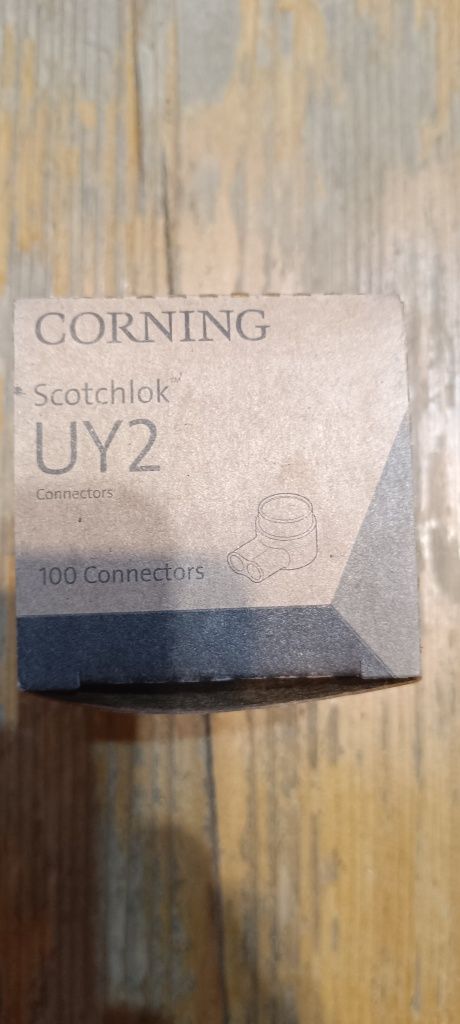 CORNING
Scotchlok™
UY2
Connectors
100 Connectors